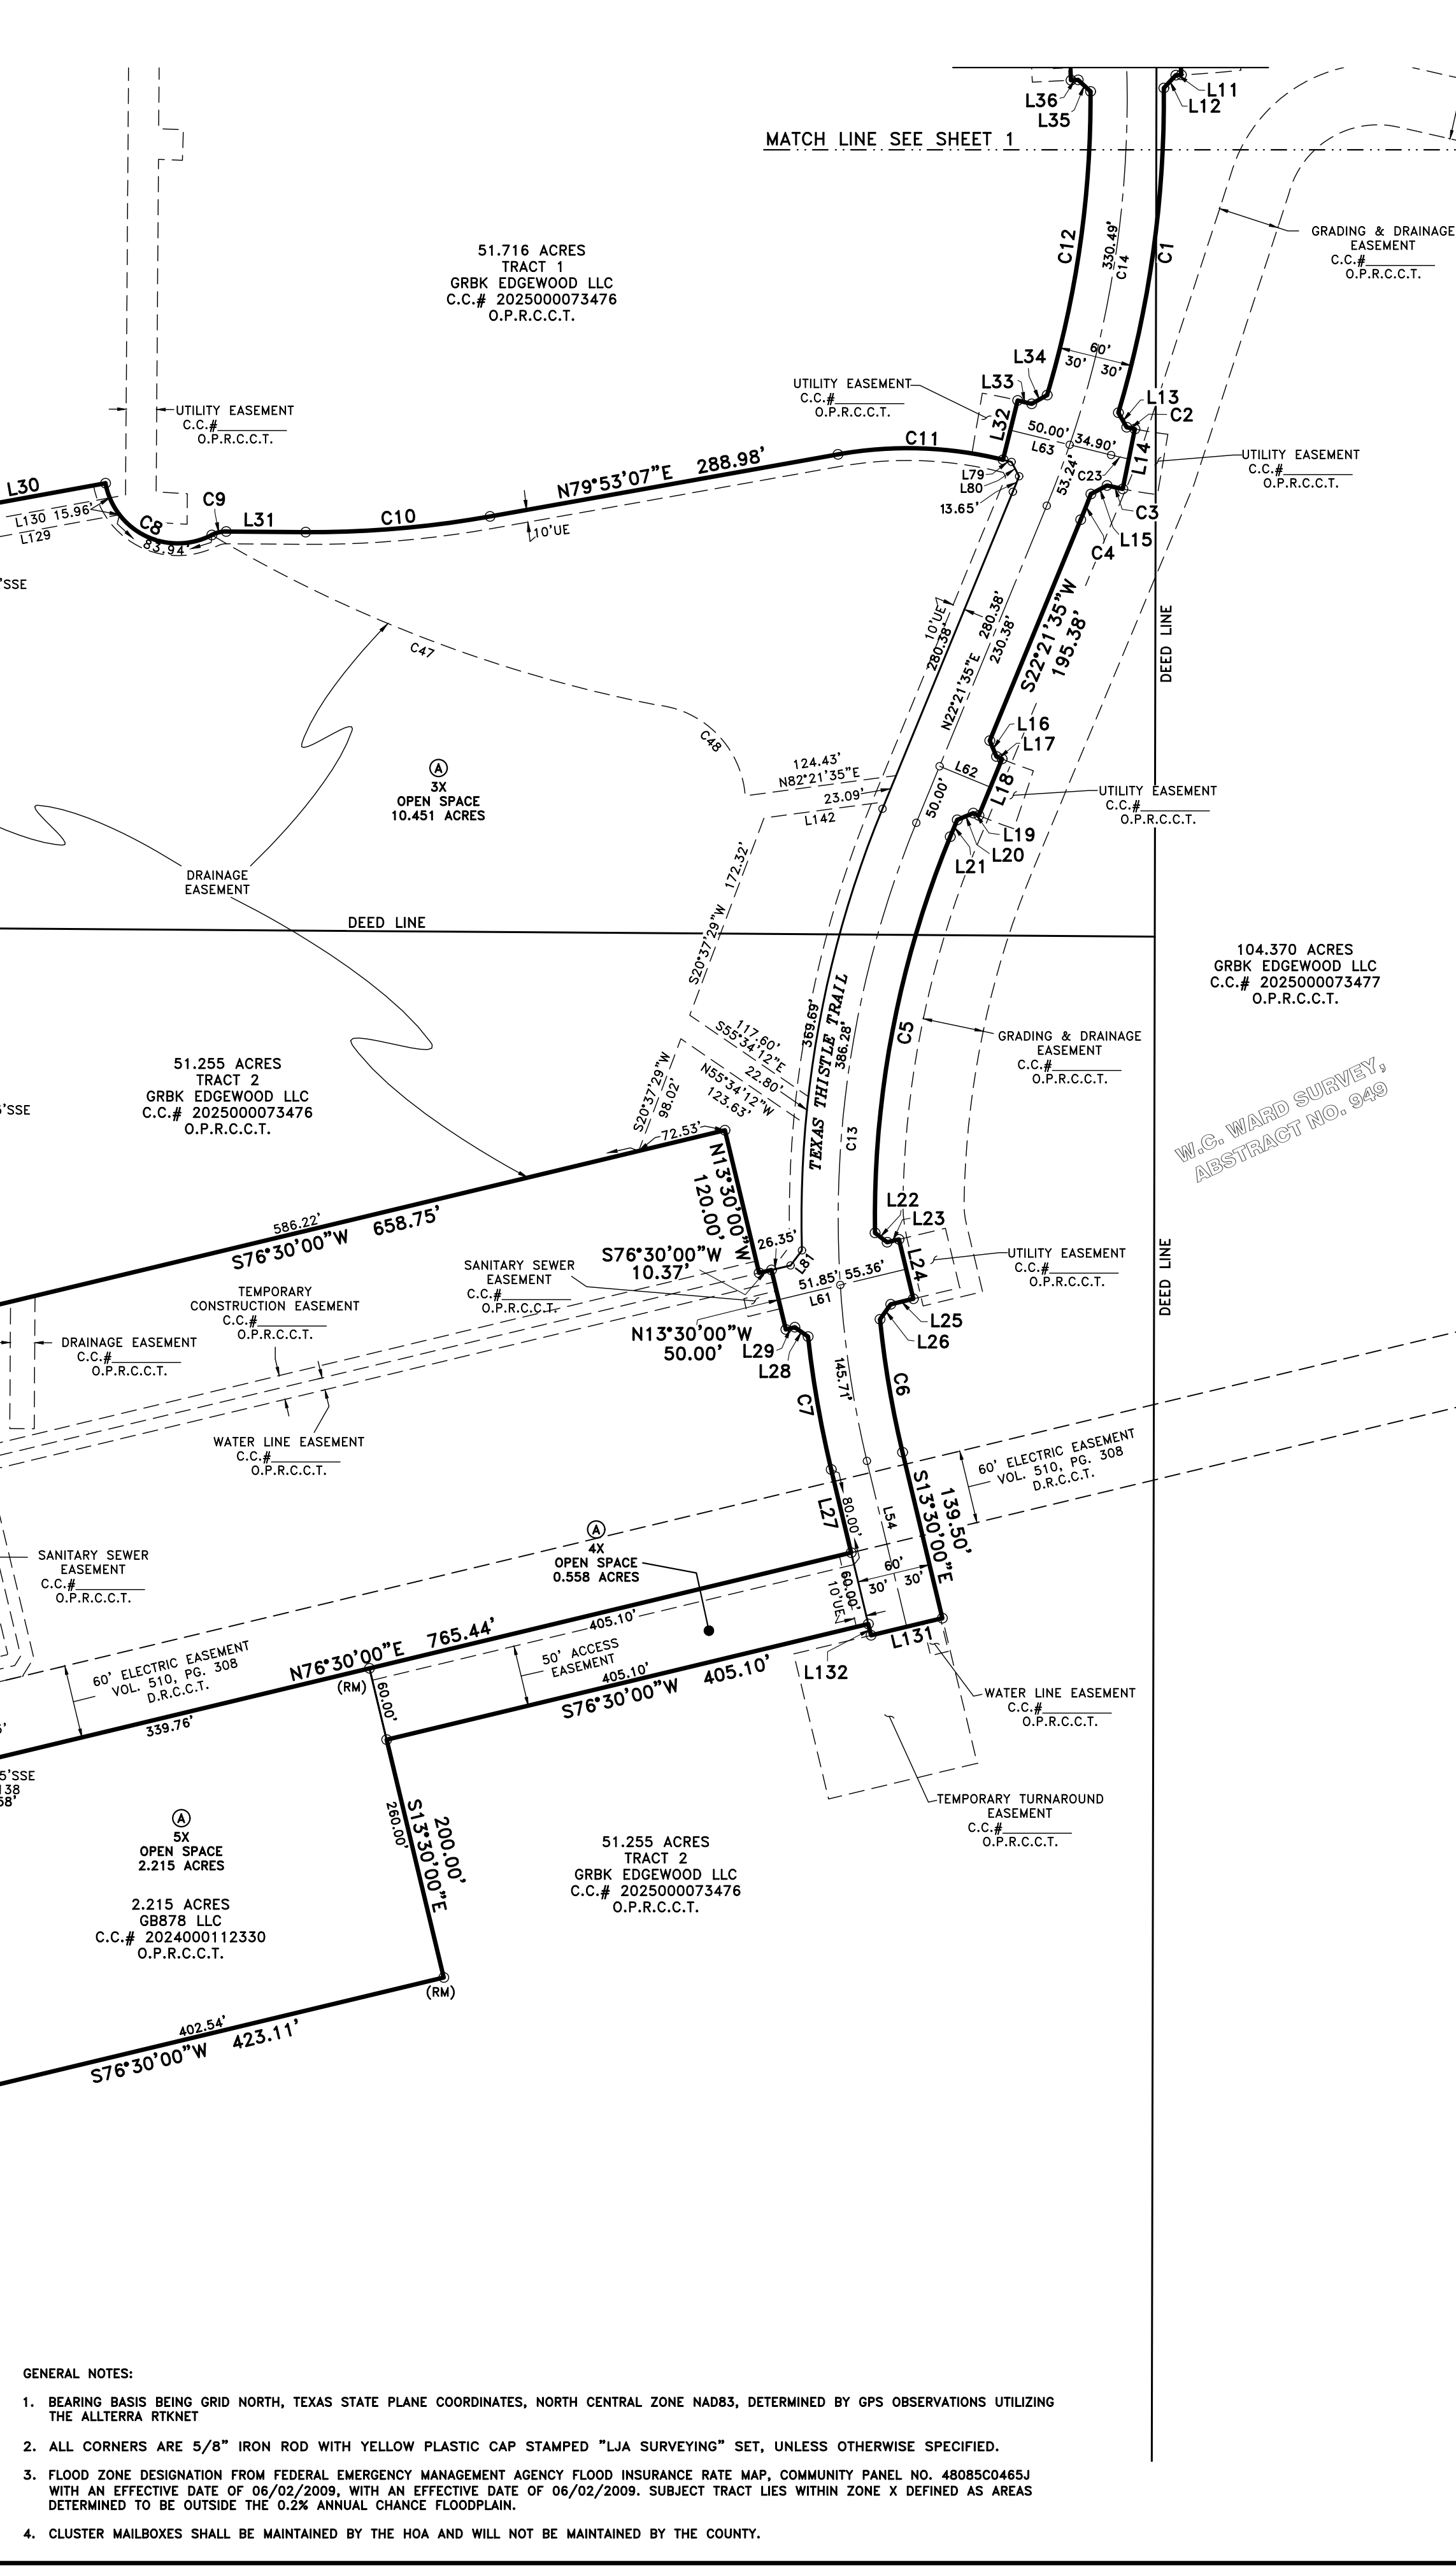 L36
L35
L11
L12
MATCH LINE SEE SHEET 1
C12
330.49'
C14
C1
GRADING & DRAINAGE
EASEMENT
C.C.#__________
O.P.R.C.C.T.
51.716 ACRES
TRACT 1
GRBK EDGEWOOD LLC
C.C.# 2025000073476
O.P.R.C.C.T.
60'
30' 30'
L34
L33
L32
UTILITY EASEMENT
C.C.#__________
O.P.R.C.C.T.
L13
C2
L14
50.00'
L63
34.90'
C23
53.24'
UTILITY EASEMENT
C.C.#__________
O.P.R.C.C.T.
UTILITY EASEMENT
C.C.#__________
O.P.R.C.C.T.
C11
N79°53'07"E 288.98'
L79
L80
13.65'
C3
L15
C4
L30
L130 15.96'
L129
C8
83.94'
C9
L31
C10
10'UE
'SSE
C47
S22°21'35"W
195.38'
DEED LINE
10'UE
280.38'
280.38'
N22°21'35"E
230.38'
L16
L17
L18
L62
50.00'
C48
124.43'
N82°21'35"E
23.09'
L142
UTILITY EASEMENT
C.C.#__________
O.P.R.C.C.T.
L19
L20
L21
A
3X
OPEN SPACE
10.451 ACRES
DRAINAGE
EASEMENT
DEED LINE
S20°37'29"W 172.32'
104.370 ACRES
GRBK EDGEWOOD LLC
C.C.# 2025000073477
O.P.R.C.C.T.
369.69'
TEXAS THISTLE TRAIL
386.28'
C5
C13
GRADING & DRAINAGE
EASEMENT
C.C.#__________
O.P.R.C.C.T.
117.60'
S55°34'12"E
22.80'
N55°34'12"W
123.63'
S20°37'29"W
98.02'
51.255 ACRES
TRACT 2
GRBK EDGEWOOD LLC
C.C.# 2025000073476
O.P.R.C.C.T.
'SSE
W.C. WARD SURVEY,
ABSTRACT NO. 949
72.53'
N13°30'00"W
120.00'
586.22'
S76°30'00"W 658.75'
L22
L23
L24
26.35'
L81
S76°30'00"W
10.37'
51.85' 55.36'
L61
SANITARY SEWER
EASEMENT
C.C.#__________
O.P.R.C.C.T.
UTILITY EASEMENT
C.C.#__________
O.P.R.C.C.T.
DEED LINE
TEMPORARY
CONSTRUCTION EASEMENT
C.C.#__________
O.P.R.C.C.T.
DRAINAGE EASEMENT
C.C.#__________
O.P.R.C.C.T.
N13°30'00"W
50.00'
L29
L28
L25
L26
C7
145.71'
C6
WATER LINE EASEMENT
C.C.#__________
O.P.R.C.C.T.
60' ELECTRIC EASEMENT
VOL. 510, PG. 308
D.R.C.C.T.
L27
80.00'
L54
S13°30'00"E
139.50'
SANITARY SEWER
EASEMENT
C.C.#__________
O.P.R.C.C.T.
A
4X
OPEN SPACE
0.558 ACRES
60'
30' 30'
60.00'
10'UE
405.10'
50' ACCESS
EASEMENT
405.10'
S76°30'00"W 405.10'
L131
L132
60' ELECTRIC EASEMENT
VOL. 510, PG. 308
D.R.C.C.T.
N76°30'00"E 765.44'
(RM)
60.00'
339.76'
WATER LINE EASEMENT
C.C.#__________
O.P.R.C.C.T.
5'SSE
TEMPORARY TURNAROUND
EASEMENT
C.C.#__________
O.P.R.C.C.T.
A
5X
OPEN SPACE
2.215 ACRES
2.215 ACRES
GB878 LLC
C.C.# 2024000112330
O.P.R.C.C.T.
260.00'
S13°30'00"E
200.00'
51.255 ACRES
TRACT 2
GRBK EDGEWOOD LLC
C.C.# 2025000073476
O.P.R.C.C.T.
(RM)
402.54'
S76°30'00"W 423.11'
GENERAL NOTES:
1. BEARING BASIS BEING GRID NORTH, TEXAS STATE PLANE COORDINATES, NORTH CENTRAL ZONE NAD83, DETERMINED BY GPS OBSERVATIONS UTILIZING
THE ALLTERRA RTKNET
2. ALL CORNERS ARE 5/8" IRON ROD WITH YELLOW PLASTIC CAP STAMPED "LJA SURVEYING" SET, UNLESS OTHERWISE SPECIFIED.
3. FLOOD ZONE DESIGNATION FROM FEDERAL EMERGENCY MANAGEMENT AGENCY FLOOD INSURANCE RATE MAP, COMMUNITY PANEL NO. 48085C0465J
WITH AN EFFECTIVE DATE OF 06/02/2009, WITH AN EFFECTIVE DATE OF 06/02/2009. SUBJECT TRACT LIES WITHIN ZONE X DEFINED AS AREAS
DETERMINED TO BE OUTSIDE THE 0.2% ANNUAL CHANCE FLOODPLAIN.
4. CLUSTER MAILBOXES SHALL BE MAINTAINED BY THE HOA AND WILL NOT BE MAINTAINED BY THE COUNTY.